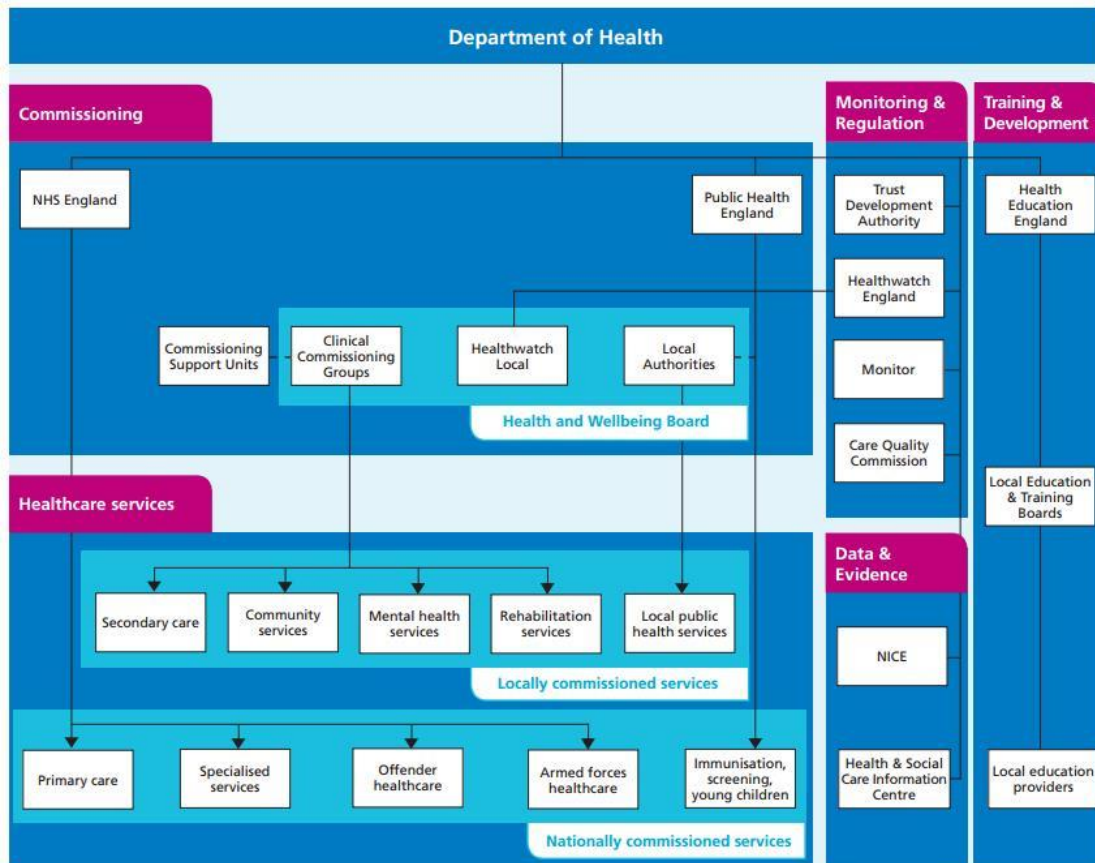 Department of Health
Commissioning
Monitoring &
Regulation
Training &
Development
NHS England
Public Health
England
Trust
Development
Authority
Health
Education
England
Healthwatch
England
Commissioning
Support Units
Clinical
Commissioning
Groups
Healthwatch
Local
Local
Authorities
Monitor
Health and Wellbeing Board
Care Quality
Commission
Local Education
& Training
Boards
Healthcare services
Data &
Evidence
Secondary care
Community
services
Mental health
services
Rehabilitation
services
Local public
health services
NICE
Locally commissioned services
Primary care
Specialised
services
Offender
healthcare
Armed forces
healthcare
Immunisation,
screening,
young children
Health & Social
Care Information
Centre
Local education
providers
Nationally commissioned services